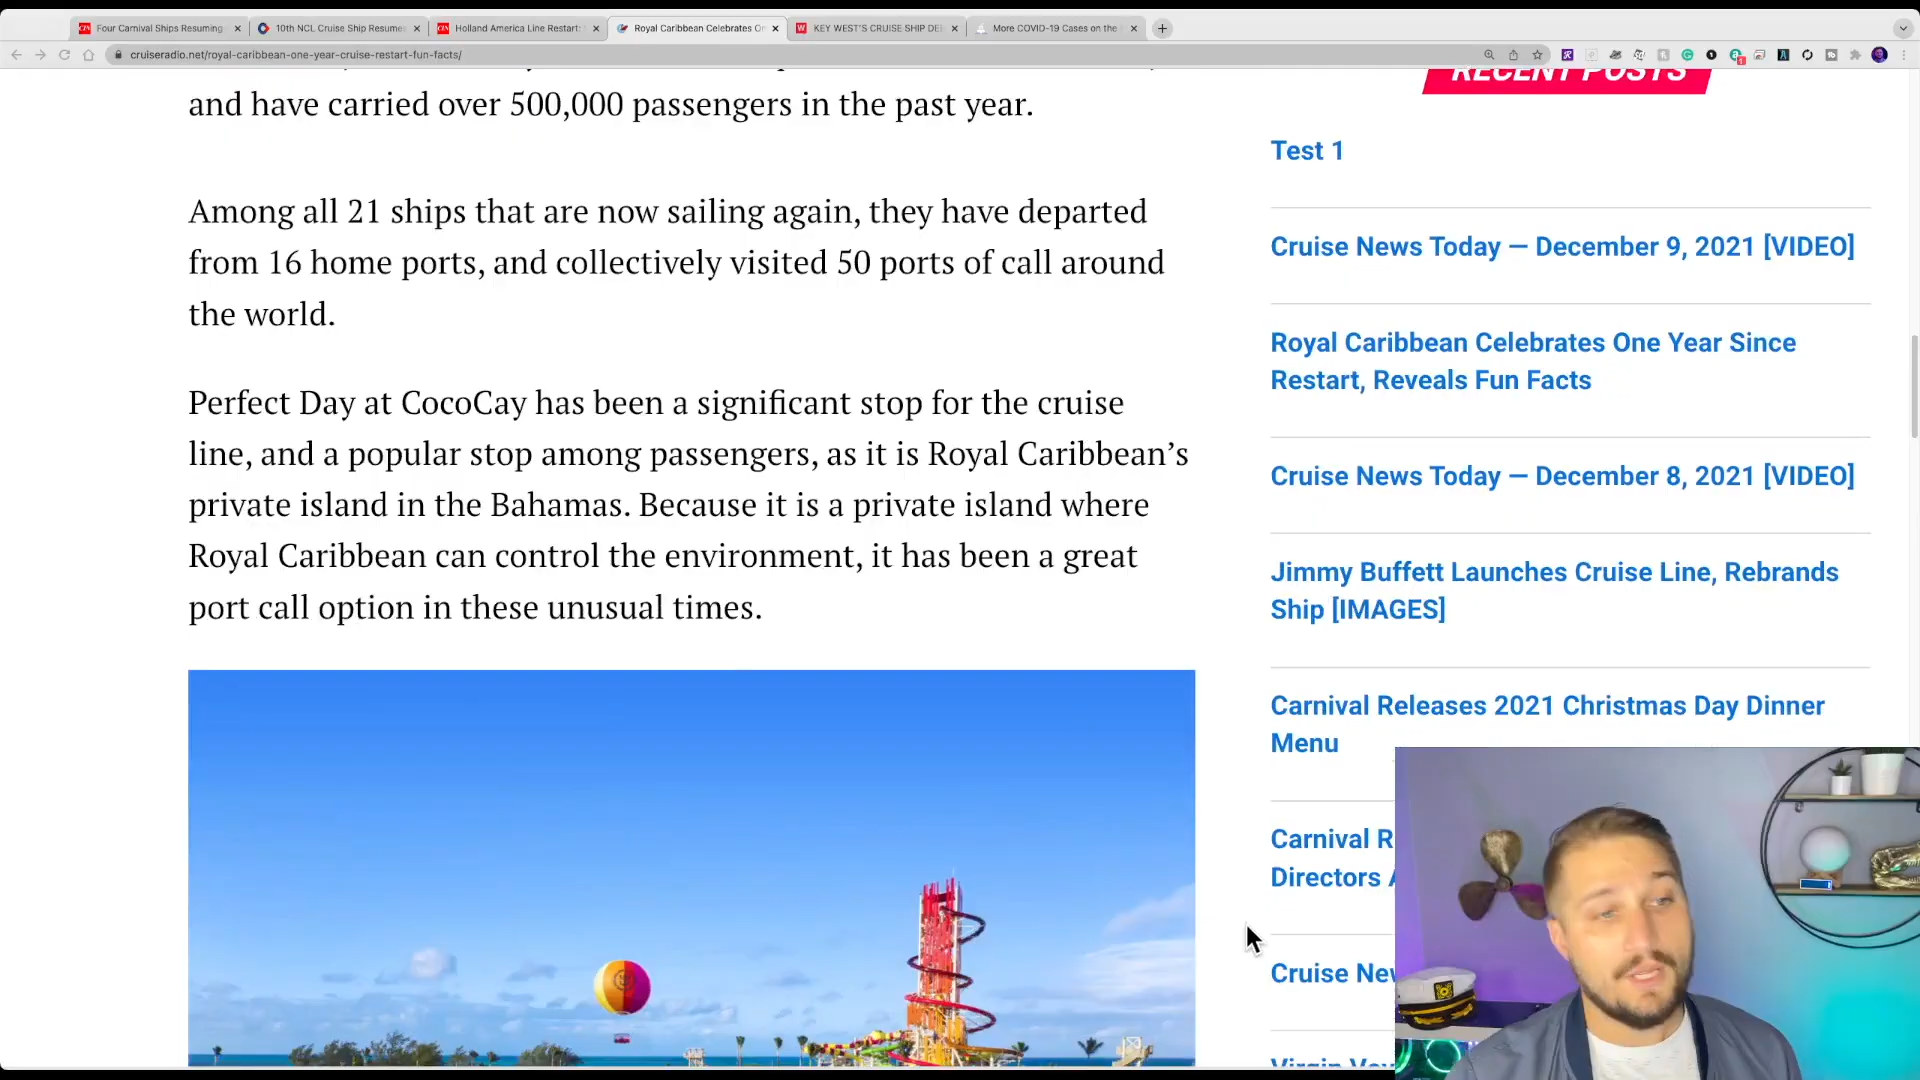 Four Carnival Ships Resuming
10th NCL Cruise Ship Resume
Holland America Line Restart
Royal Caribbean Celebrates O
KEY WEST'S CRUISE SHIP DE
More COVID-19 Cases on the
cruiseradio.net/royal-caribbean-one-year-cruise-restart-fun-facts/
and have carried over 500,000 passengers in the past year.
Among all 21 ships that are now sailing again, they have departed
from 16 home ports, and collectively visited 50 ports of call around
the world.
Perfect Day at CocoCay has been a significant stop for the cruise
line, and a popular stop among passengers, as it is Royal Caribbean’s
private island in the Bahamas. Because it is a private island where
Royal Caribbean can control the environment, it has been a great
port call option in these unusual times.
RECENT POSTS
Test 1
Cruise News Today — December 9, 2021 [VIDEO]
Royal Caribbean Celebrates One Year Since
Restart, Reveals Fun Facts
Cruise News Today — December 8, 2021 [VIDEO]
Jimmy Buffett Launches Cruise Line, Rebrands
Ship [IMAGES]
Carnival Releases 2021 Christmas Day Dinner
Menu
Carnival R
Directors
Cruise Ne
Virgin Voy